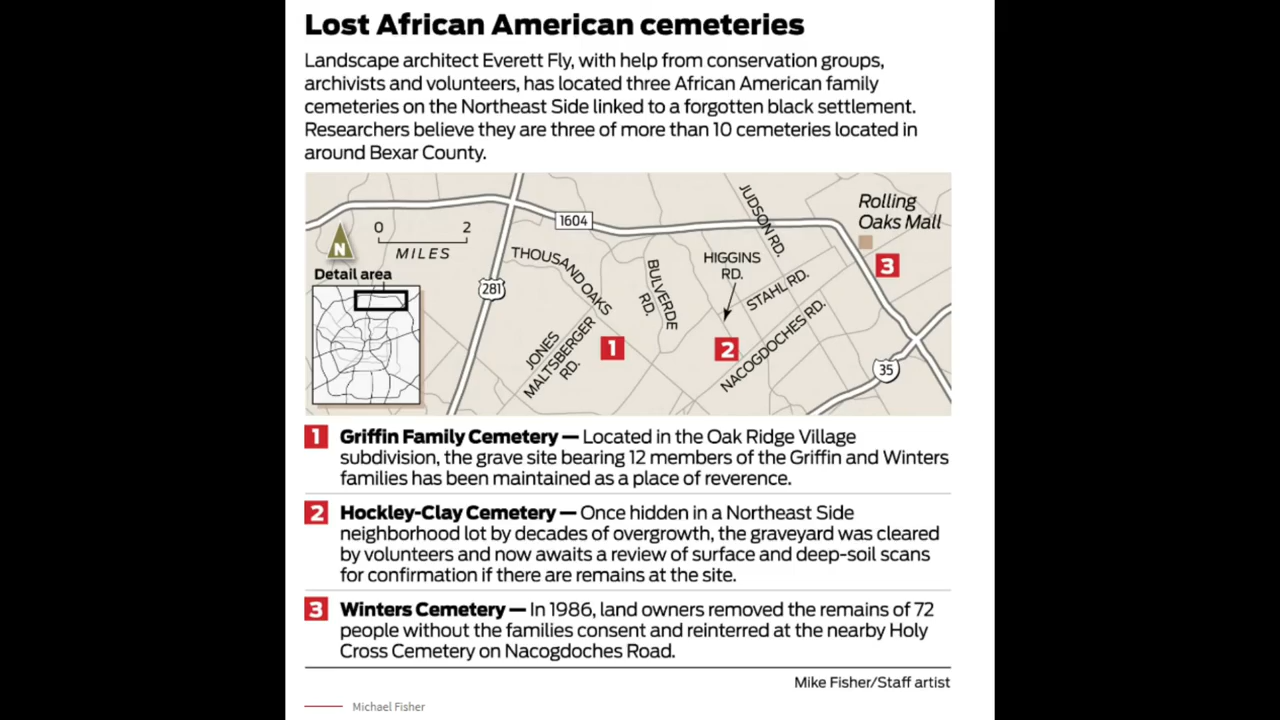 Lost African American cemeteries
Landscape architect Everett Fly, with help from conservation groups,
archivists and volunteers, has located three African American family
cemeteries on the Northeast Side linked to a forgotten black settlement.
Researchers believe they are three of more than 10 cemeteries located in
around Bexar County.
JUDSON RD.
Rolling
Oaks Mall
1604
0 2
MILES
N
THOUSAND OAKS
BULVERDE
RD.
HIGGINS
RD.
STAHL RD.
3
Detail area
281
JONES
MALTSBERGER
RD.
1
2
NACOGDOCHES RD.
35
1 Griffin Family Cemetery — Located in the Oak Ridge Village
subdivision, the grave site bearing 12 members of the Griffin and Winters
families has been maintained as a place of reverence.
2 Hockley-Clay Cemetery — Once hidden in a Northeast Side
neighborhood lot by decades of overgrowth, the graveyard was cleared
by volunteers and now awaits a review of surface and deep-soil scans
for confirmation if there are remains at the site.
3 Winters Cemetery — In 1986, land owners removed the remains of 72
people without the families consent and reinterred at the nearby Holy
Cross Cemetery on Nacogdoches Road.
Mike Fisher/Staff artist
Michael Fisher